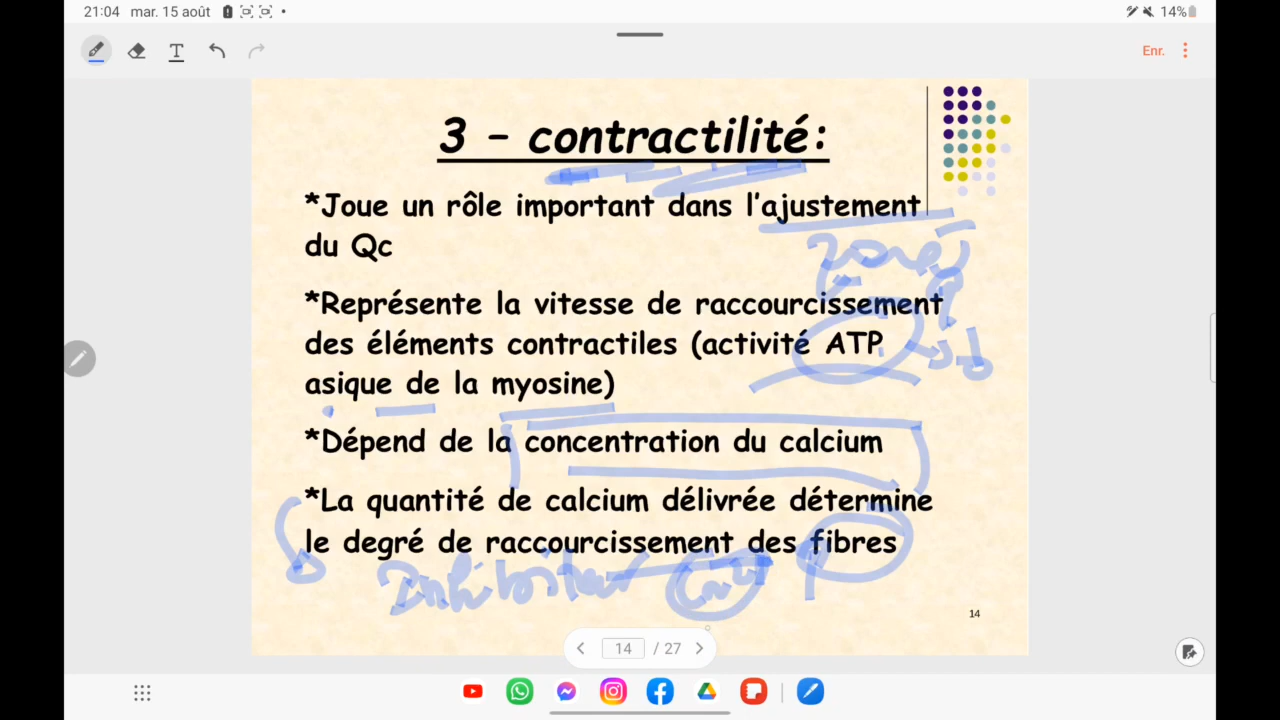 21:04 mar. 15 août
14%
Enr.
3 - contractilité:
*Joue un rôle important dans l'ajustement
du Qc
*Représente la vitesse de raccourcissement
des éléments contractiles (activité ATP
asique de la myosine)
*Dépend de la concentration du calcium
*La quantité de calcium délivrée détermine
le degré de raccourcissement des fibres
14
14 / 27